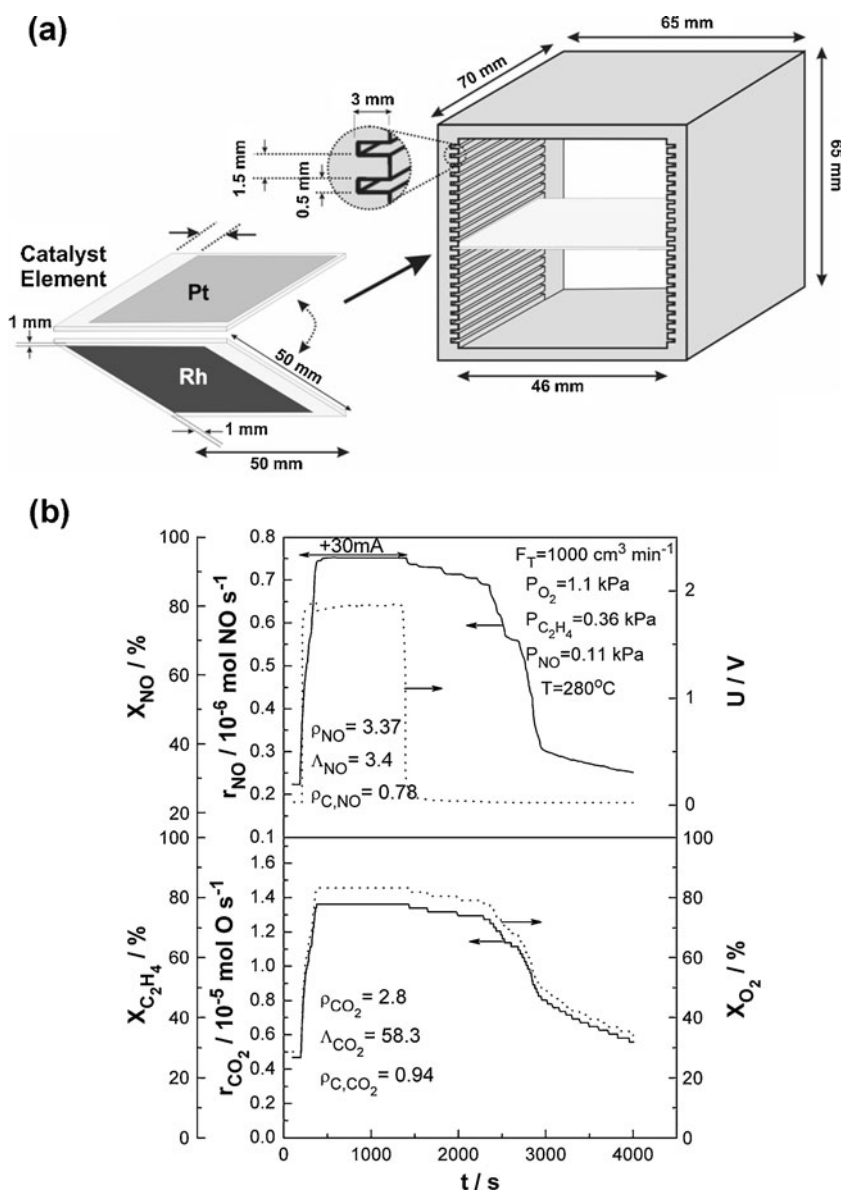 (a)
65 mm
70 mm
3 mm
1.5 mm
0.5 mm
65 mm
Catalyst
Element
Pt
1 mm
50 mm
Rh
1 mm
50 mm
46 mm
(b)
X_NO / %
100
80
60
40
20
r_NO / 10^-6 mol NO s^-1
0.8
0.7
0.6
0.5
0.4
0.3
0.2
0.1
+30mA
F_T=1000 cm^3 min^-1
P_O2=1.1 kPa
P_C2H4=0.36 kPa
P_NO=0.11 kPa
T=280°C
ρ_NO = 3.37
Λ_NO= 3.4
ρ_C,NO = 0.78
2
1
0
U / V
X_C2H4 / %
100
80
60
40
20
0
r_CO2 / 10^-5 mol O s^-1
1.6
1.4
1.2
1.0
0.8
0.6
0.4
0.2
0.0
ρ_CO2 = 2.8
Λ_CO2 = 58.3
ρ_C,CO2 = 0.94
100
80
60
40
20
0
X_O2 / %
0 1000 2000 3000 4000
t / s